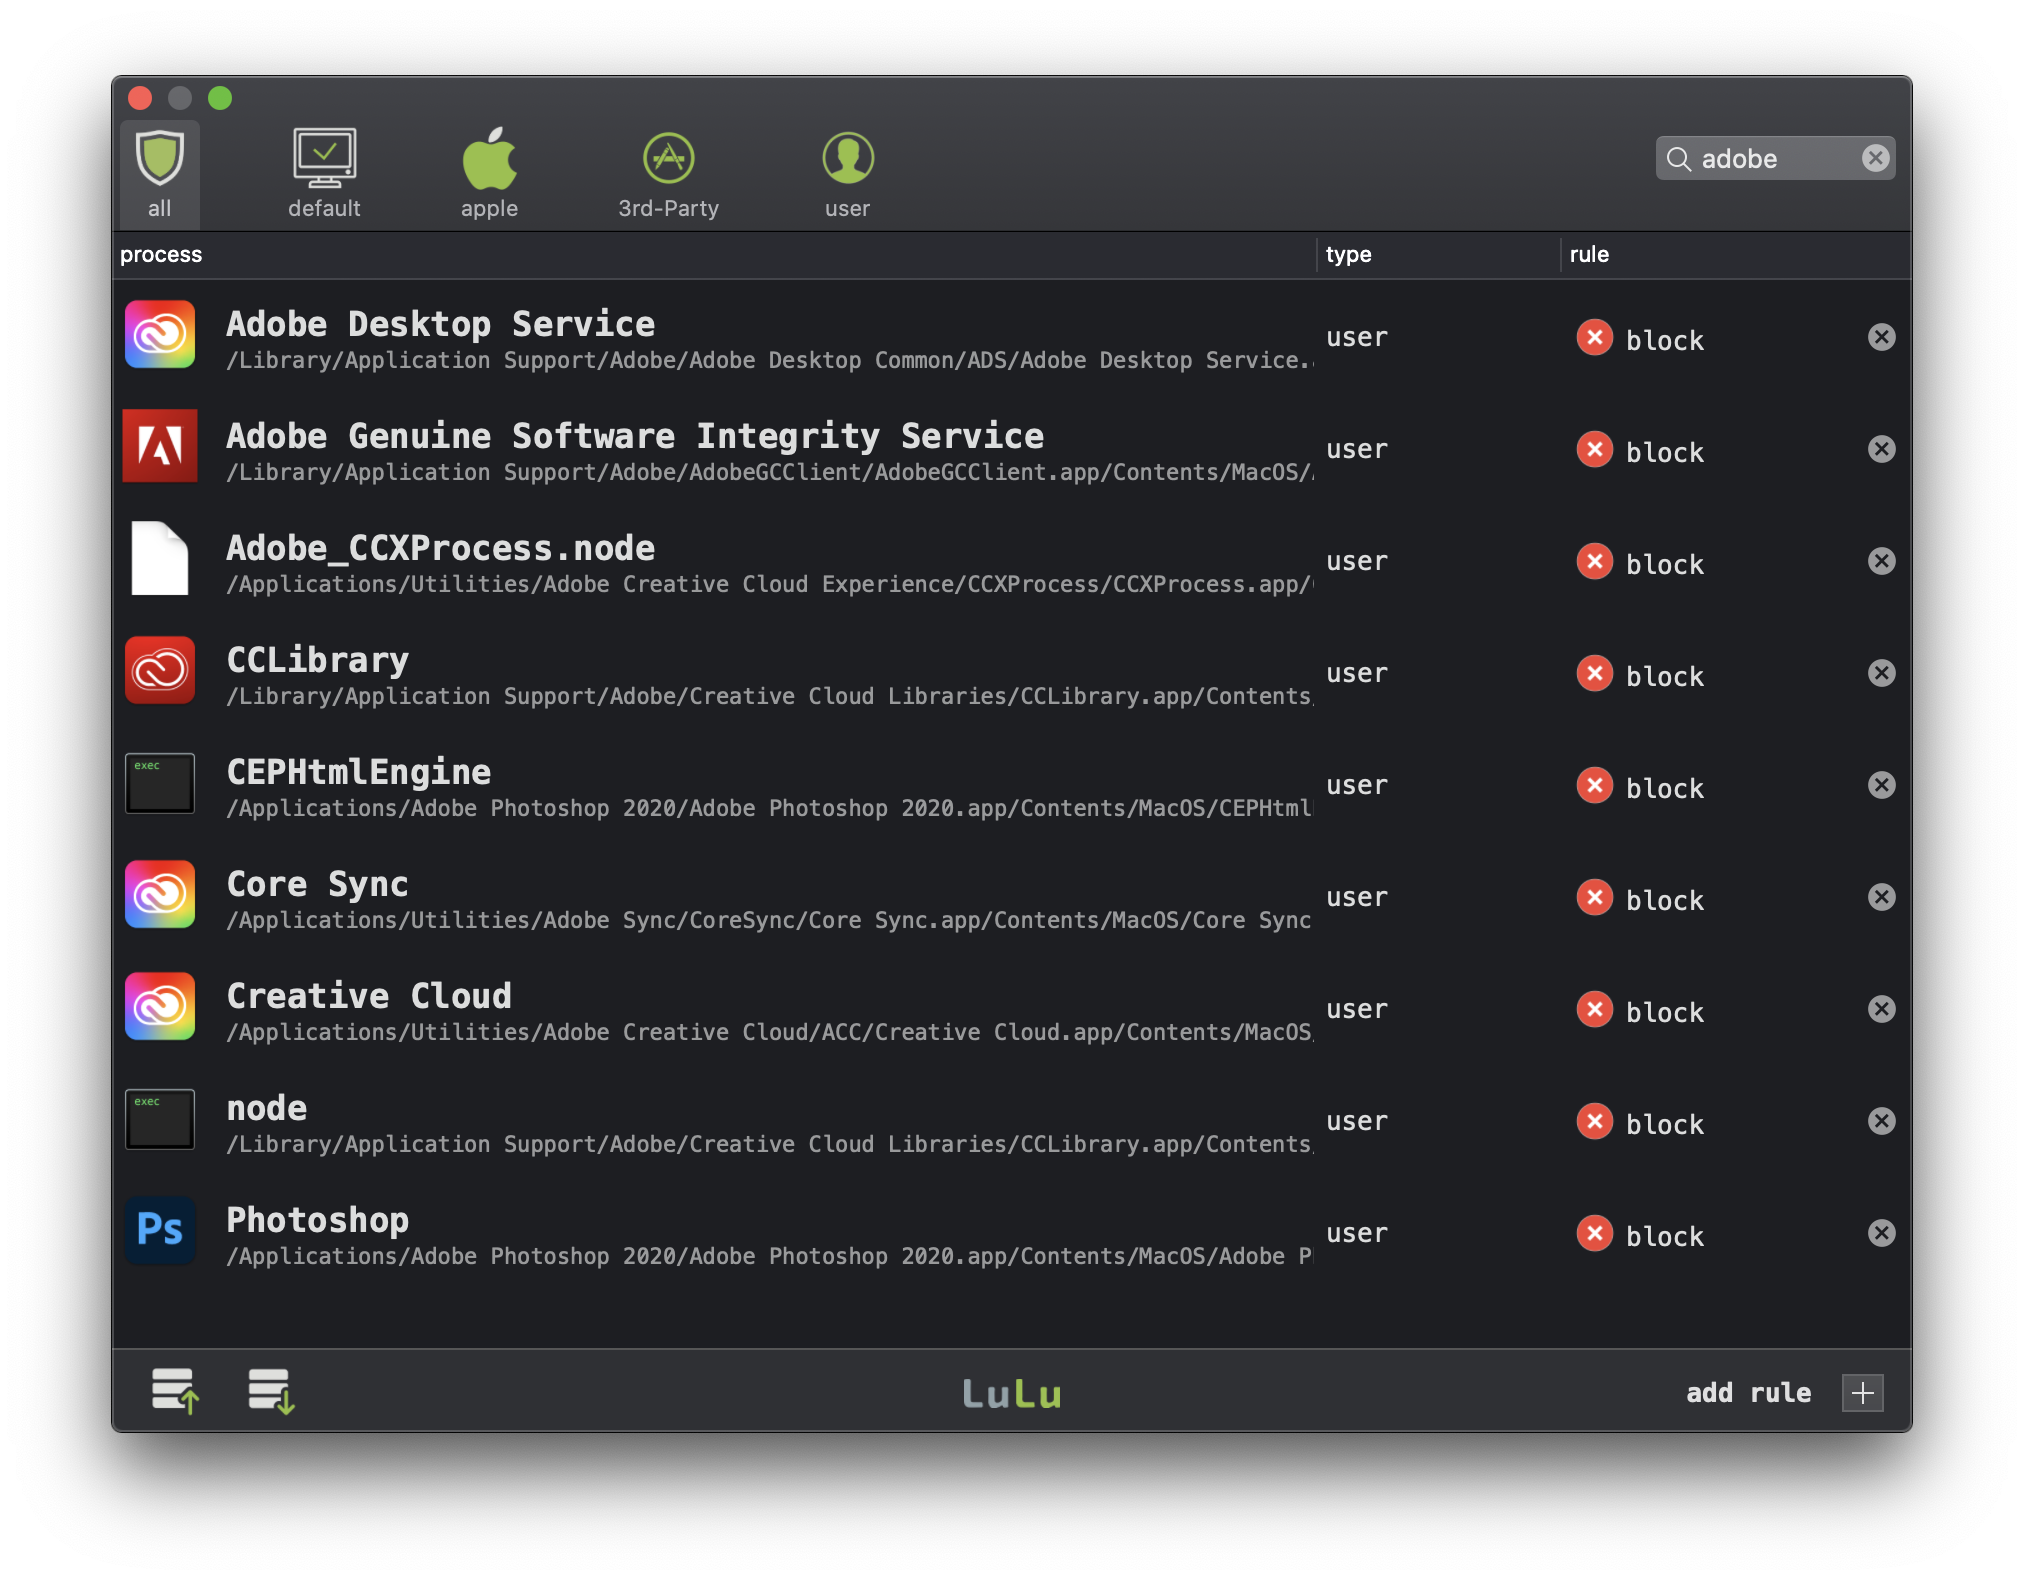 all
default
apple
3rd-Party
user
adobe
process type rule
Adobe Desktop Service
/Library/Application Support/Adobe/Adobe Desktop Common/ADS/Adobe Desktop Service.
user
block
Adobe Genuine Software Integrity Service
/Library/Application Support/Adobe/AdobeGCClient/AdobeGCClient.app/Contents/MacOS/
user
block
Adobe_CCXProcess.node
/Applications/Utilities/Adobe Creative Cloud Experience/CCXProcess/CCXProcess.app/
user
block
CCLibrary
/Library/Application Support/Adobe/Creative Cloud Libraries/CCLibrary.app/Contents
user
block
exec
CEPHtmlEngine
/Applications/Adobe Photoshop 2020/Adobe Photoshop 2020.app/Contents/MacOS/CEPHtml
user
block
Core Sync
/Applications/Utilities/Adobe Sync/CoreSync/Core Sync.app/Contents/MacOS/Core Sync
user
block
Creative Cloud
/Applications/Utilities/Adobe Creative Cloud/ACC/Creative Cloud.app/Contents/MacOS
user
block
exec
node
/Library/Application Support/Adobe/Creative Cloud Libraries/CCLibrary.app/Contents
user
block
Ps
Photoshop
/Applications/Adobe Photoshop 2020/Adobe Photoshop 2020.app/Contents/MacOS/Adobe P
user
block
LuLu
add rule